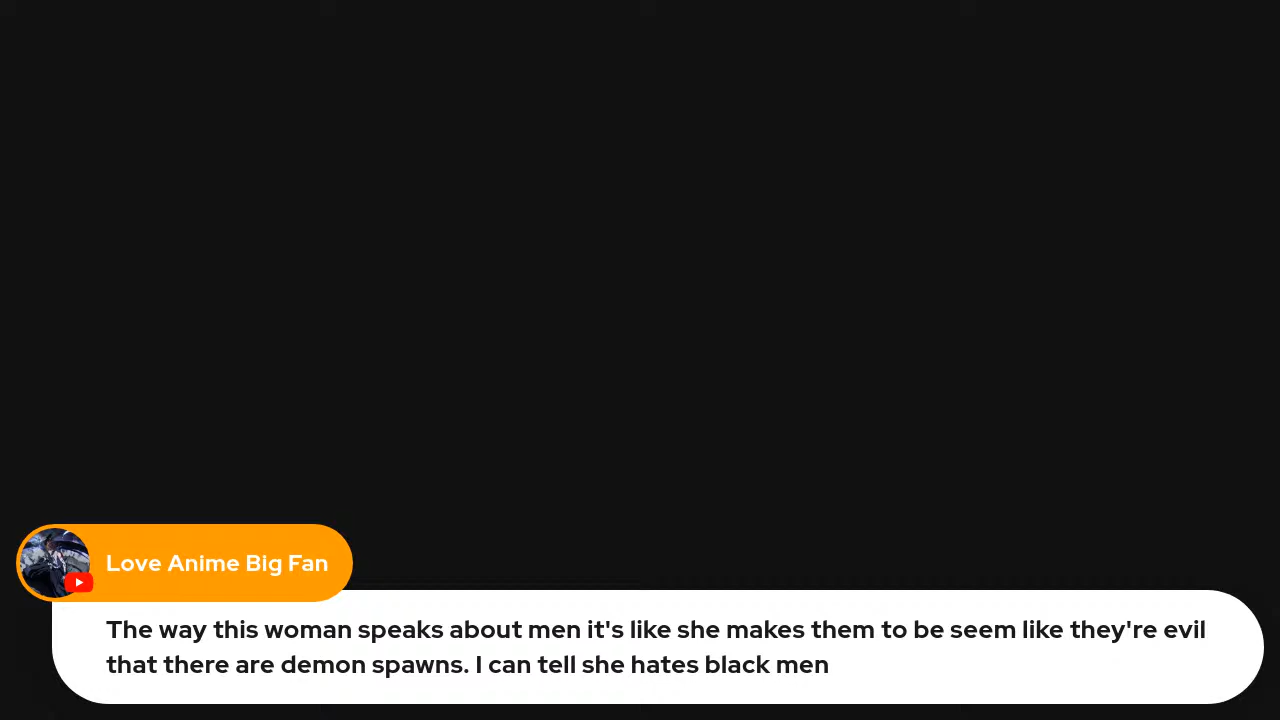 Love Anime Big Fan
The way this woman speaks about men it's like she makes them to be seem like they're evil
that there are demon spawns. I can tell she hates black men